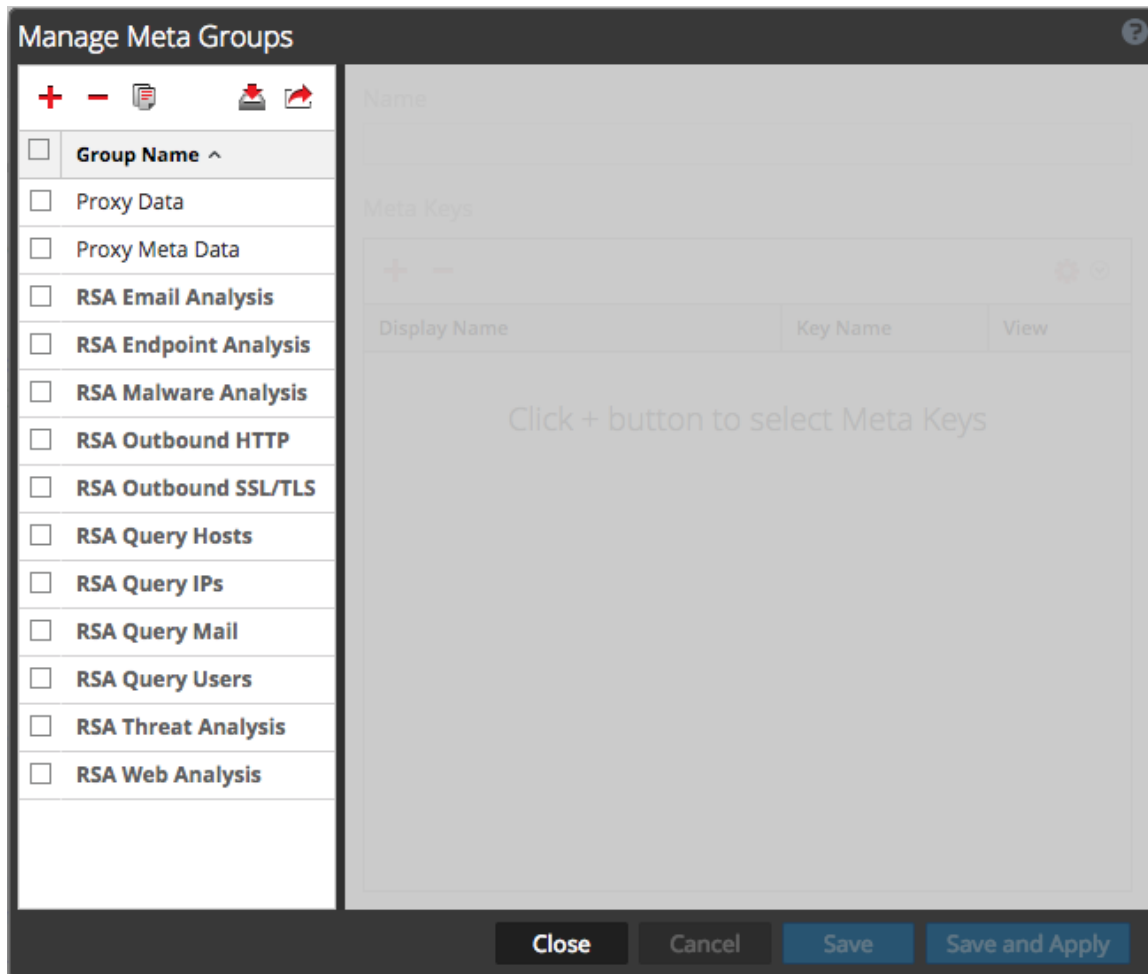 Manage Meta Groups
?
Group Name
Proxy Data
Proxy Meta Data
RSA Email Analysis
RSA Endpoint Analysis
RSA Malware Analysis
RSA Outbound HTTP
RSA Outbound SSL/TLS
RSA Query Hosts
RSA Query IPs
RSA Query Mail
RSA Query Users
RSA Threat Analysis
RSA Web Analysis
Name
Meta Keys
Display Name Key Name View
Click + button to select Meta Keys
Close Cancel Save Save and Apply